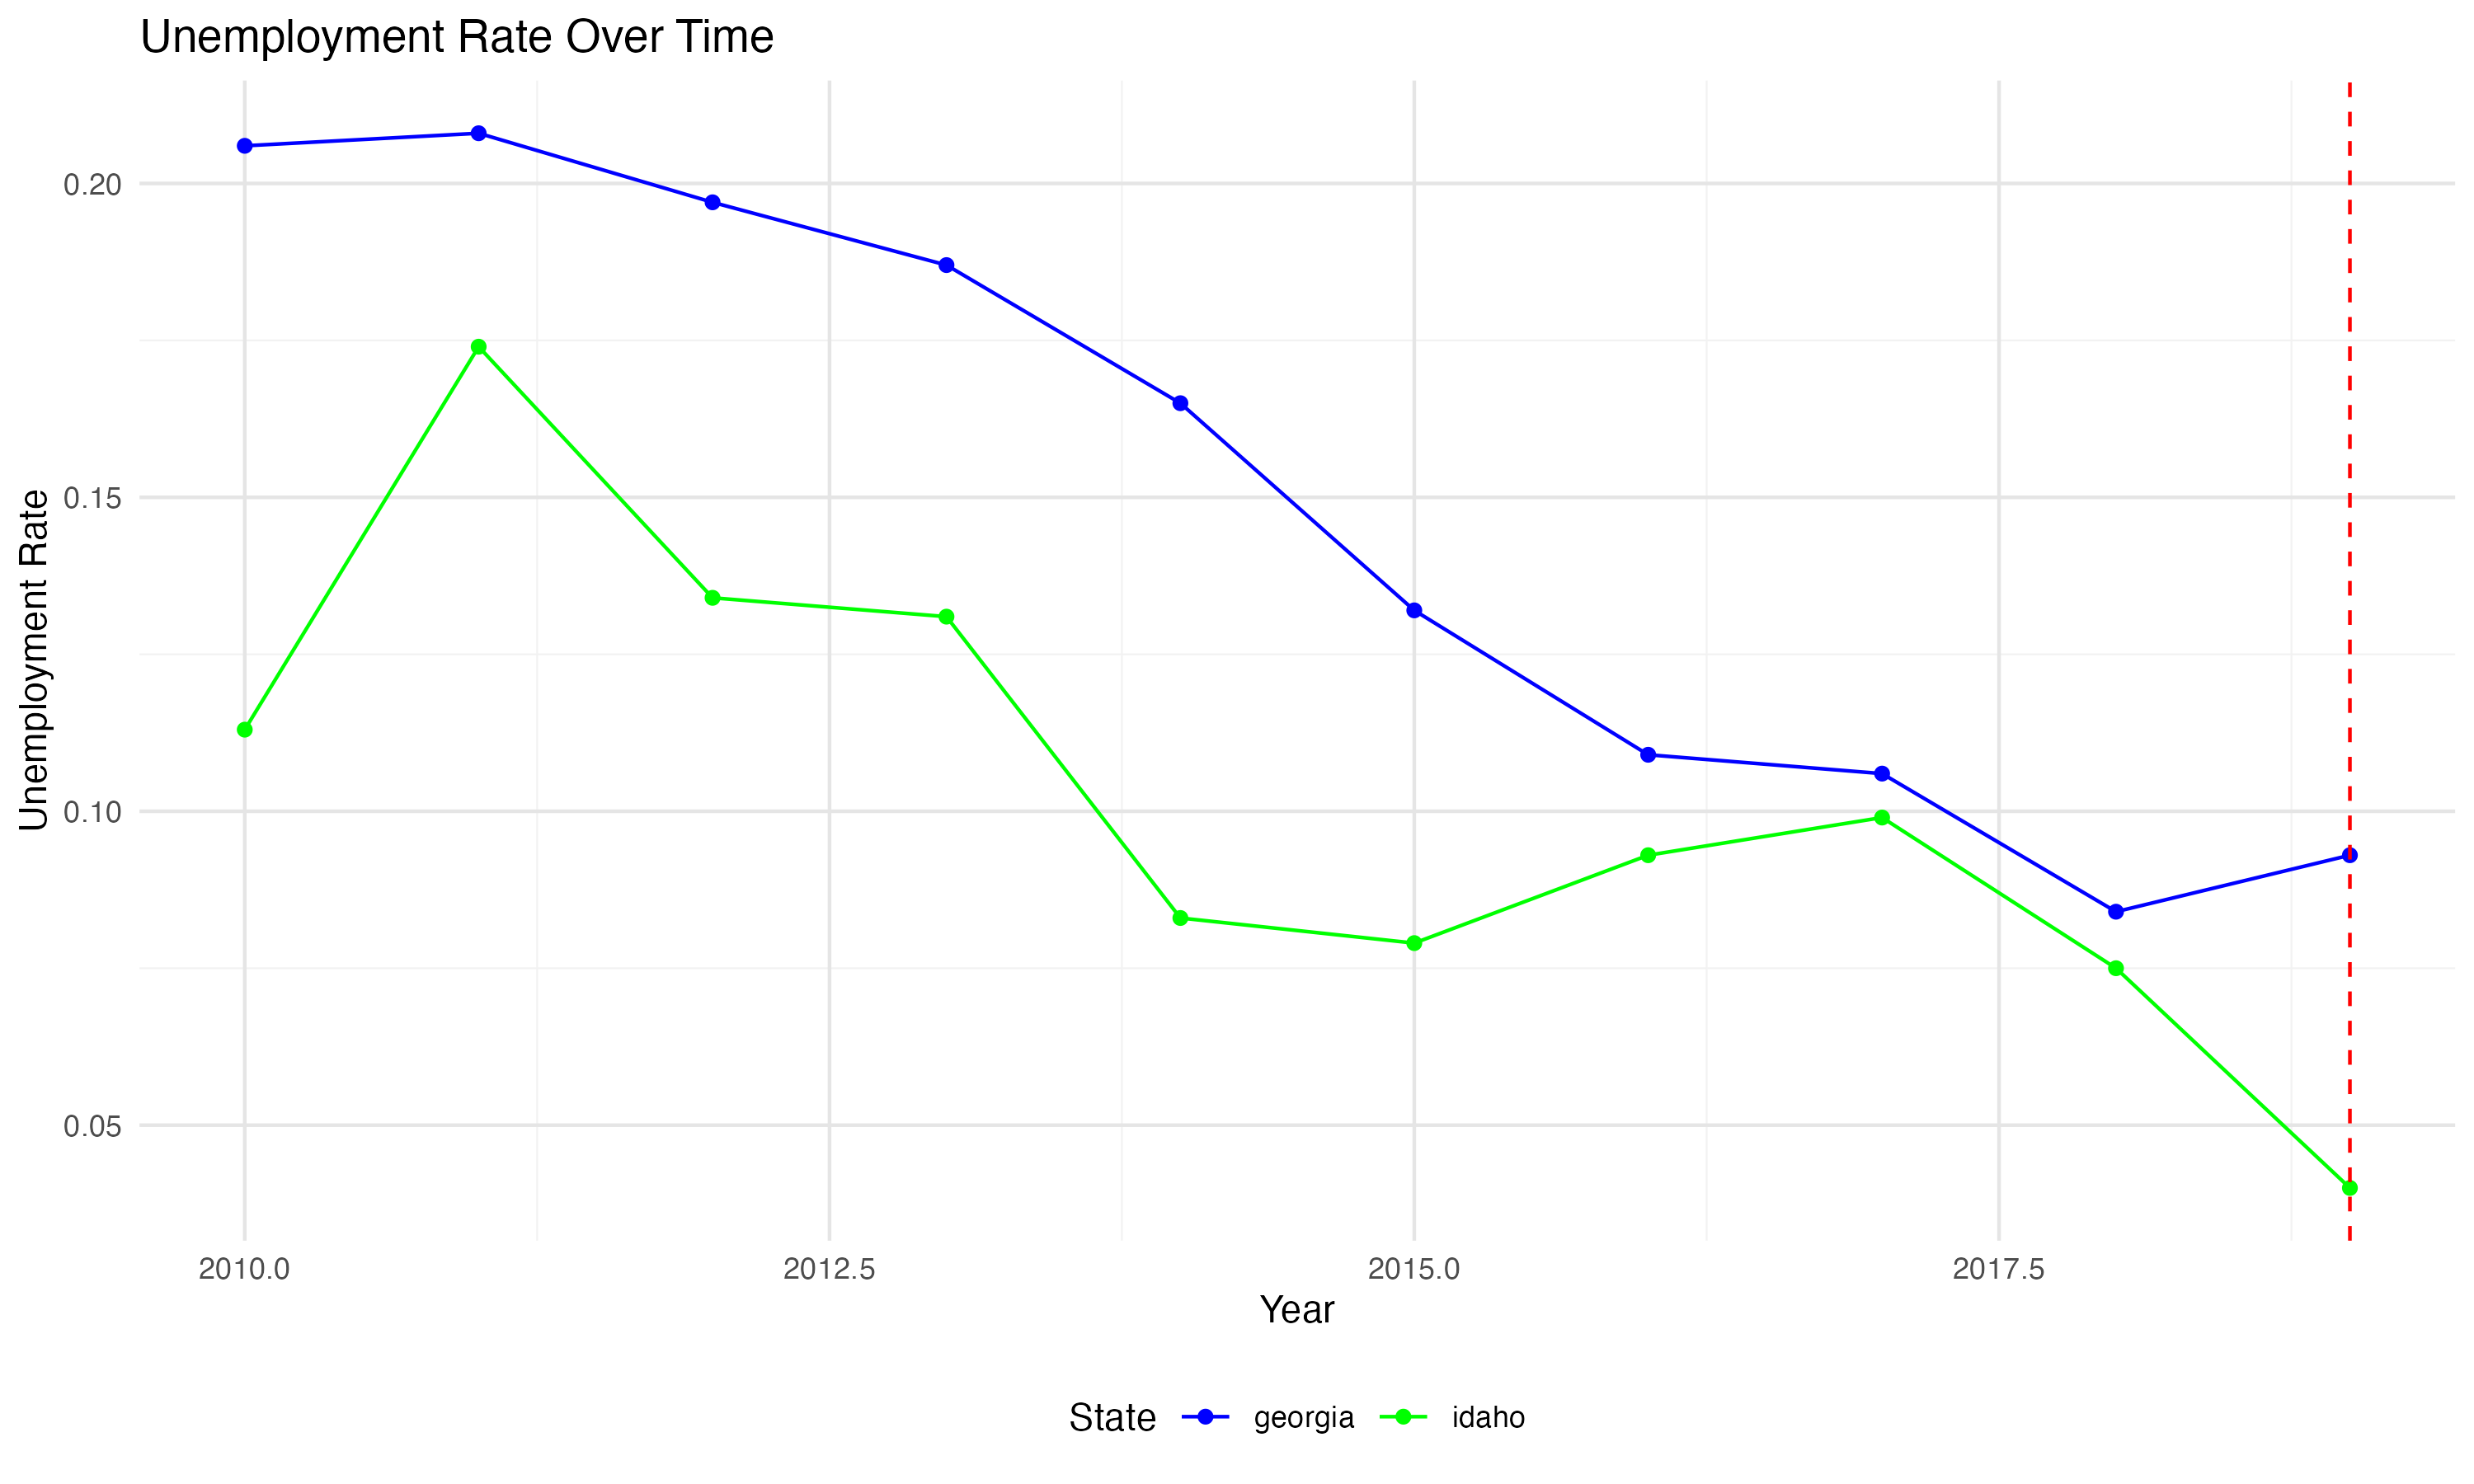 Unemployment Rate Over Time
Unemployment Rate
0.20
0.15
0.10
0.05
2010.0 2012.5 2015.0 2017.5
Year
State georgia idaho